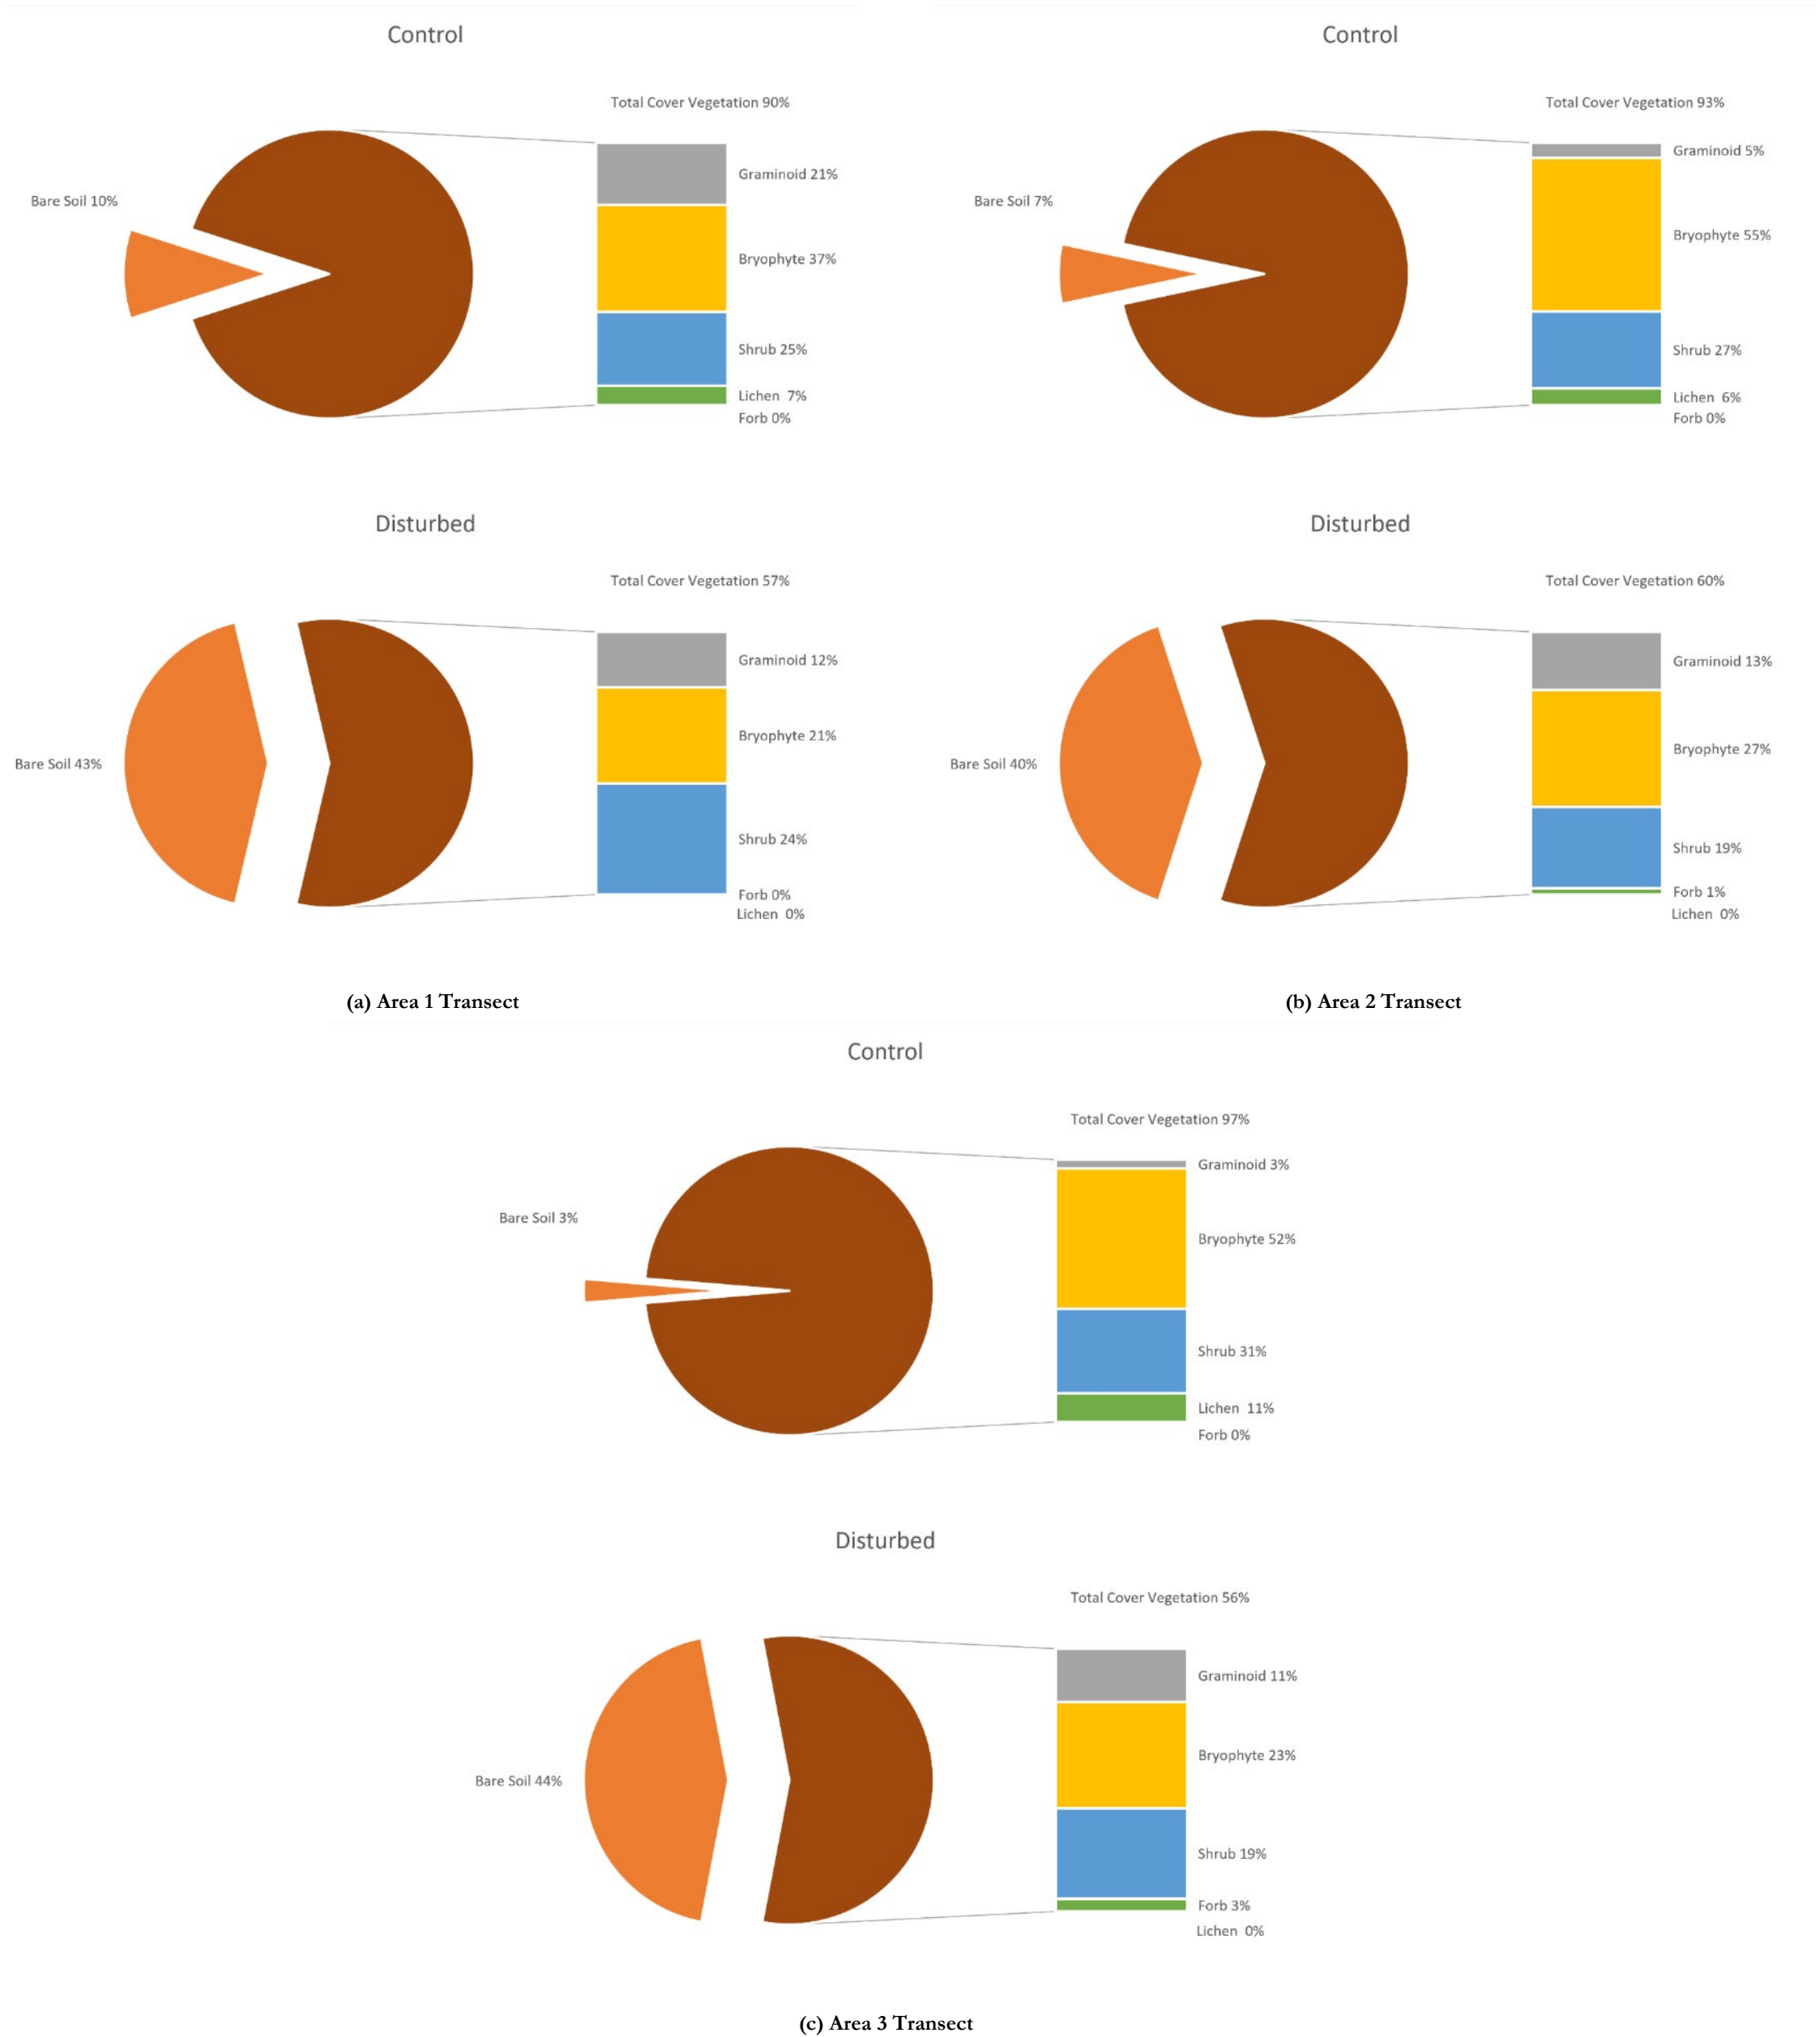 Control
Total Cover Vegetation 90%
Graminoid 21%
Bare Soil 10%
Bryophyte 37%
Shrub 25%
Lichen 7%
Forb 0%
Disturbed
Total Cover Vegetation 57%
Graminoid 12%
Bryophyte 21%
Bare Soil 43%
Shrub 24%
Forb 0%
Lichen 0%
(a) Area 1 Transect
Control
Total Cover Vegetation 93%
Graminoid 5%
Bare Soil 7%
Bryophyte 55%
Shrub 27%
Lichen 6%
Forb 0%
Disturbed
Total Cover Vegetation 60%
Graminoid 13%
Bryophyte 27%
Bare Soil 40%
Shrub 19%
Forb 1%
Lichen 0%
(b) Area 2 Transect
Control
Total Cover Vegetation 97%
Graminoid 3%
Bare Soil 3%
Bryophyte 52%
Shrub 31%
Lichen 11%
Forb 0%
Disturbed
Total Cover Vegetation 56%
Graminoid 11%
Bryophyte 23%
Bare Soil 44%
Shrub 19%
Forb 3%
Lichen 0%
(c) Area 3 Transect